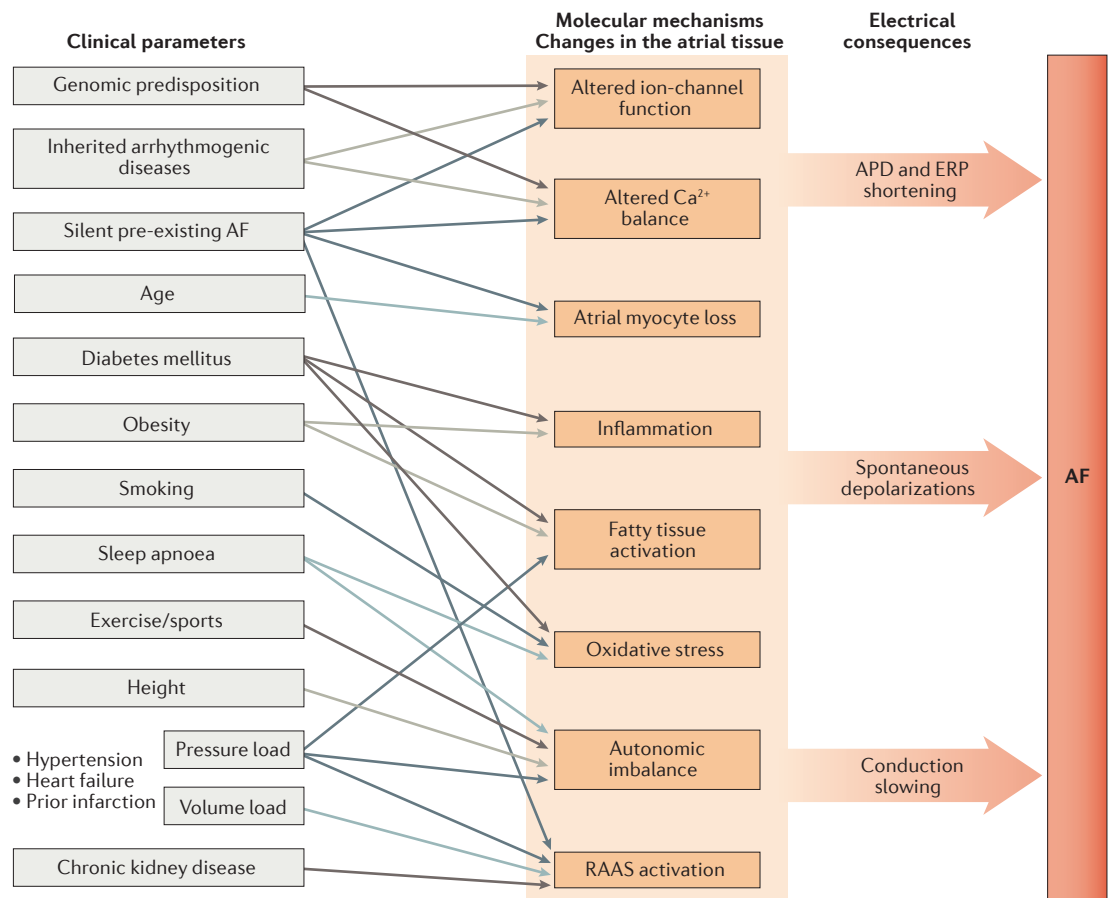 Clinical parameters
Genomic predisposition
Inherited arrhythmogenic
diseases
Silent pre-existing AF
Age
Diabetes mellitus
Obesity
Smoking
Sleep apnoea
Exercise/sports
Height
• Hypertension
• Heart failure
• Prior infarction
Pressure load
Volume load
Chronic kidney disease
Molecular mechanisms
Changes in the atrial tissue
Altered ion-channel
function
Altered Ca²⁺
balance
Atrial myocyte loss
Inflammation
Fatty tissue
activation
Oxidative stress
Autonomic
imbalance
RAAS activation
Electrical
consequences
APD and ERP
shortening
Spontaneous
depolarizations
Conduction
slowing
AF